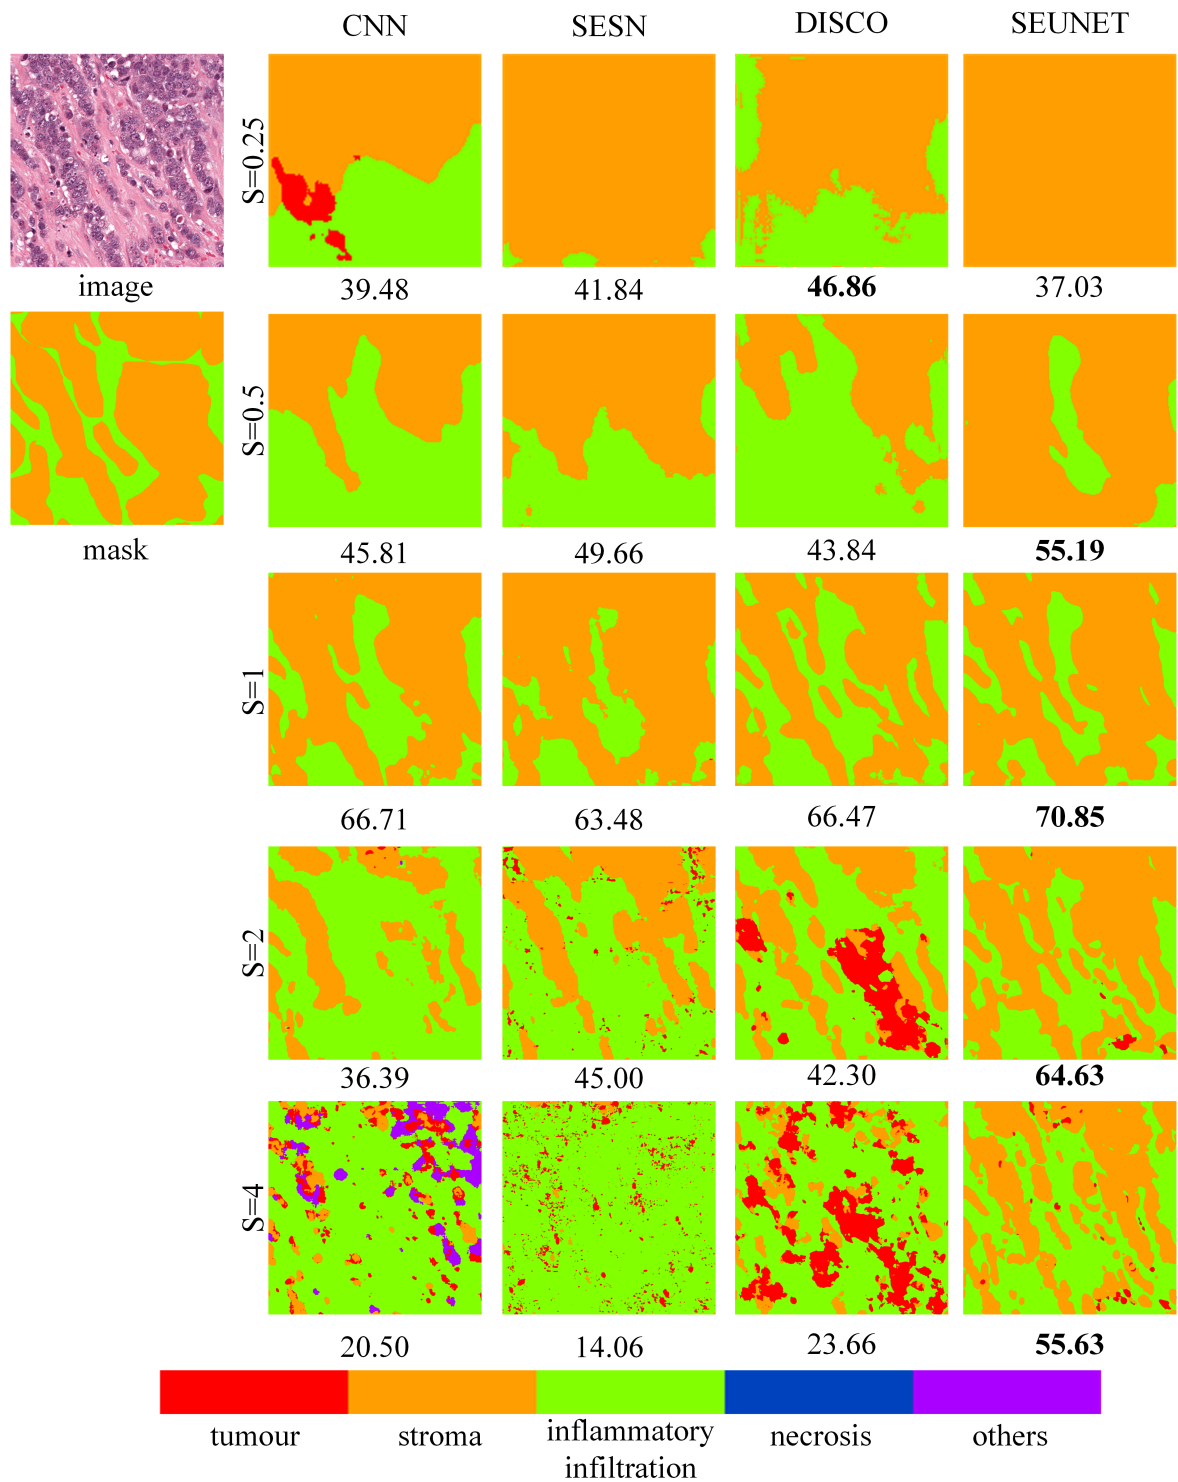 CNN SESN DISCO SEUNET
S=0.25
image 39.48 41.84 46.86 37.03
S=0.5
mask 45.81 49.66 43.84 55.19
S=1
66.71 63.48 66.47 70.85
S=2
36.39 45.00 42.30 64.63
S=4
20.50 14.06 23.66 55.63
tumour stroma inflammatory necrosis others
infiltration